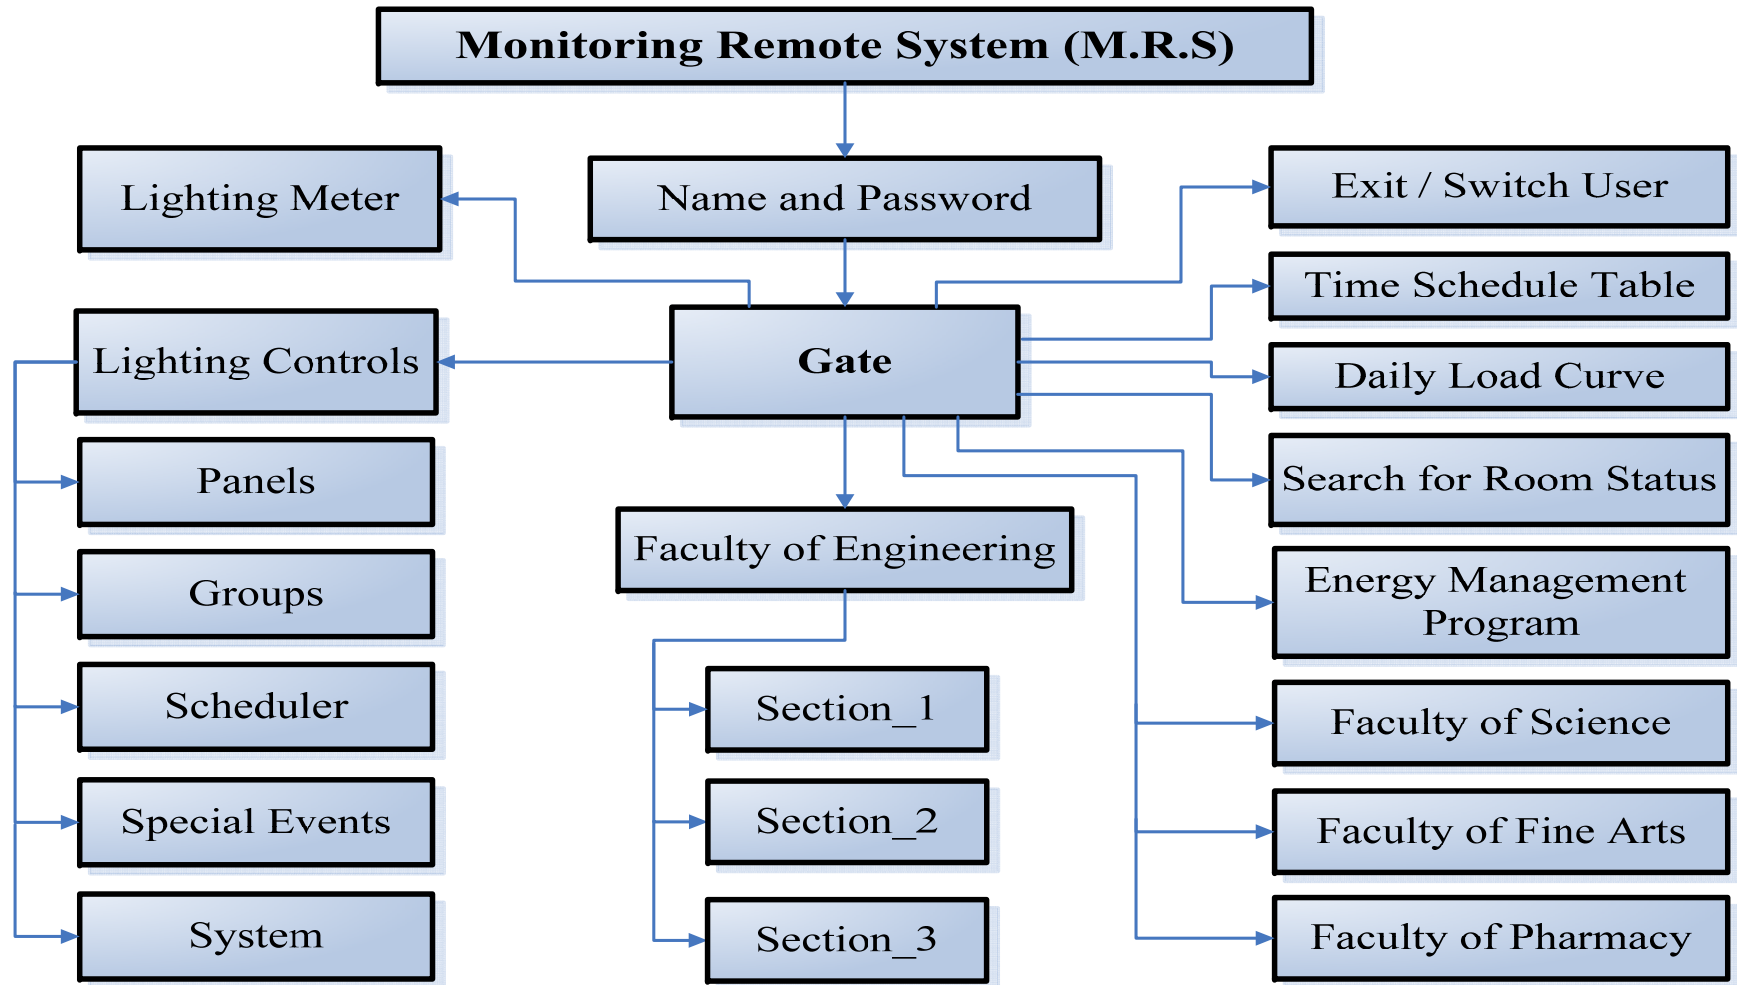 Monitoring Remote System (M.R.S)
Name and Password
Lighting Meter
Lighting Controls
Panels
Groups
Scheduler
Special Events
System
Gate
Faculty of Engineering
Section_1
Section_2
Section_3
Exit / Switch User
Time Schedule Table
Daily Load Curve
Search for Room Status
Energy Management
Program
Faculty of Science
Faculty of Fine Arts
Faculty of Pharmacy